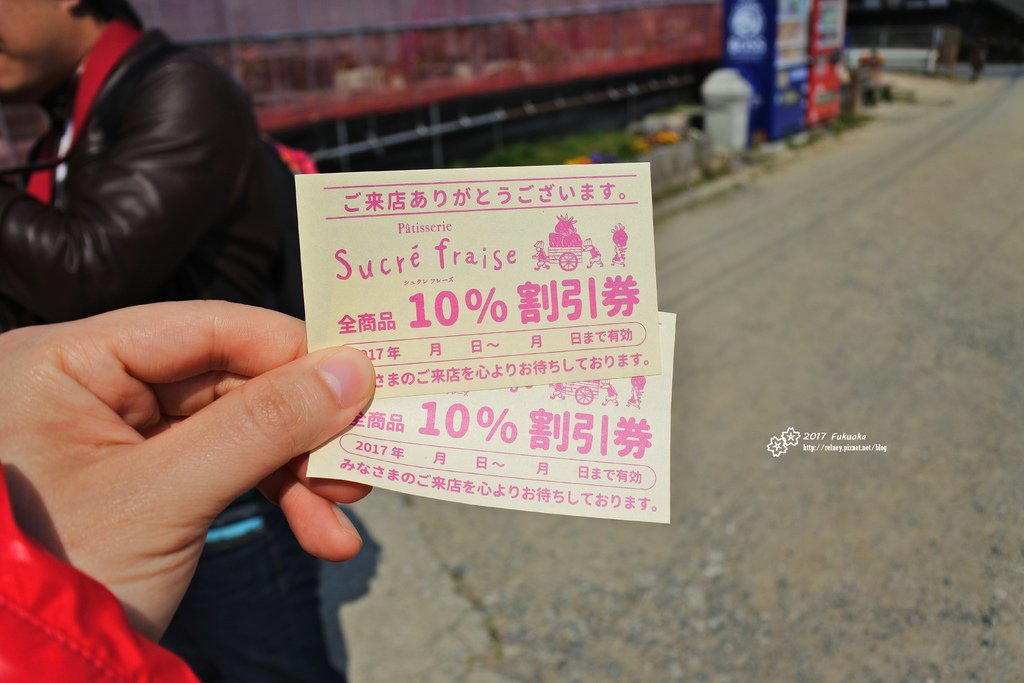 ご来店ありがとうございます。
Pâtisserie
Sucré fraise
シュクレ フレーズ
全商品 10% 割引券
017年 月 日～ 月 日まで有効
さまのご来店を心よりお待ちしております。
全商品 10% 割引券
2017年 月 日～ 月 日まで有効
みなさまのご来店を心よりお待ちしております。
BOSS
2017 Fukuoka
http://relney.pixnet.net/blog